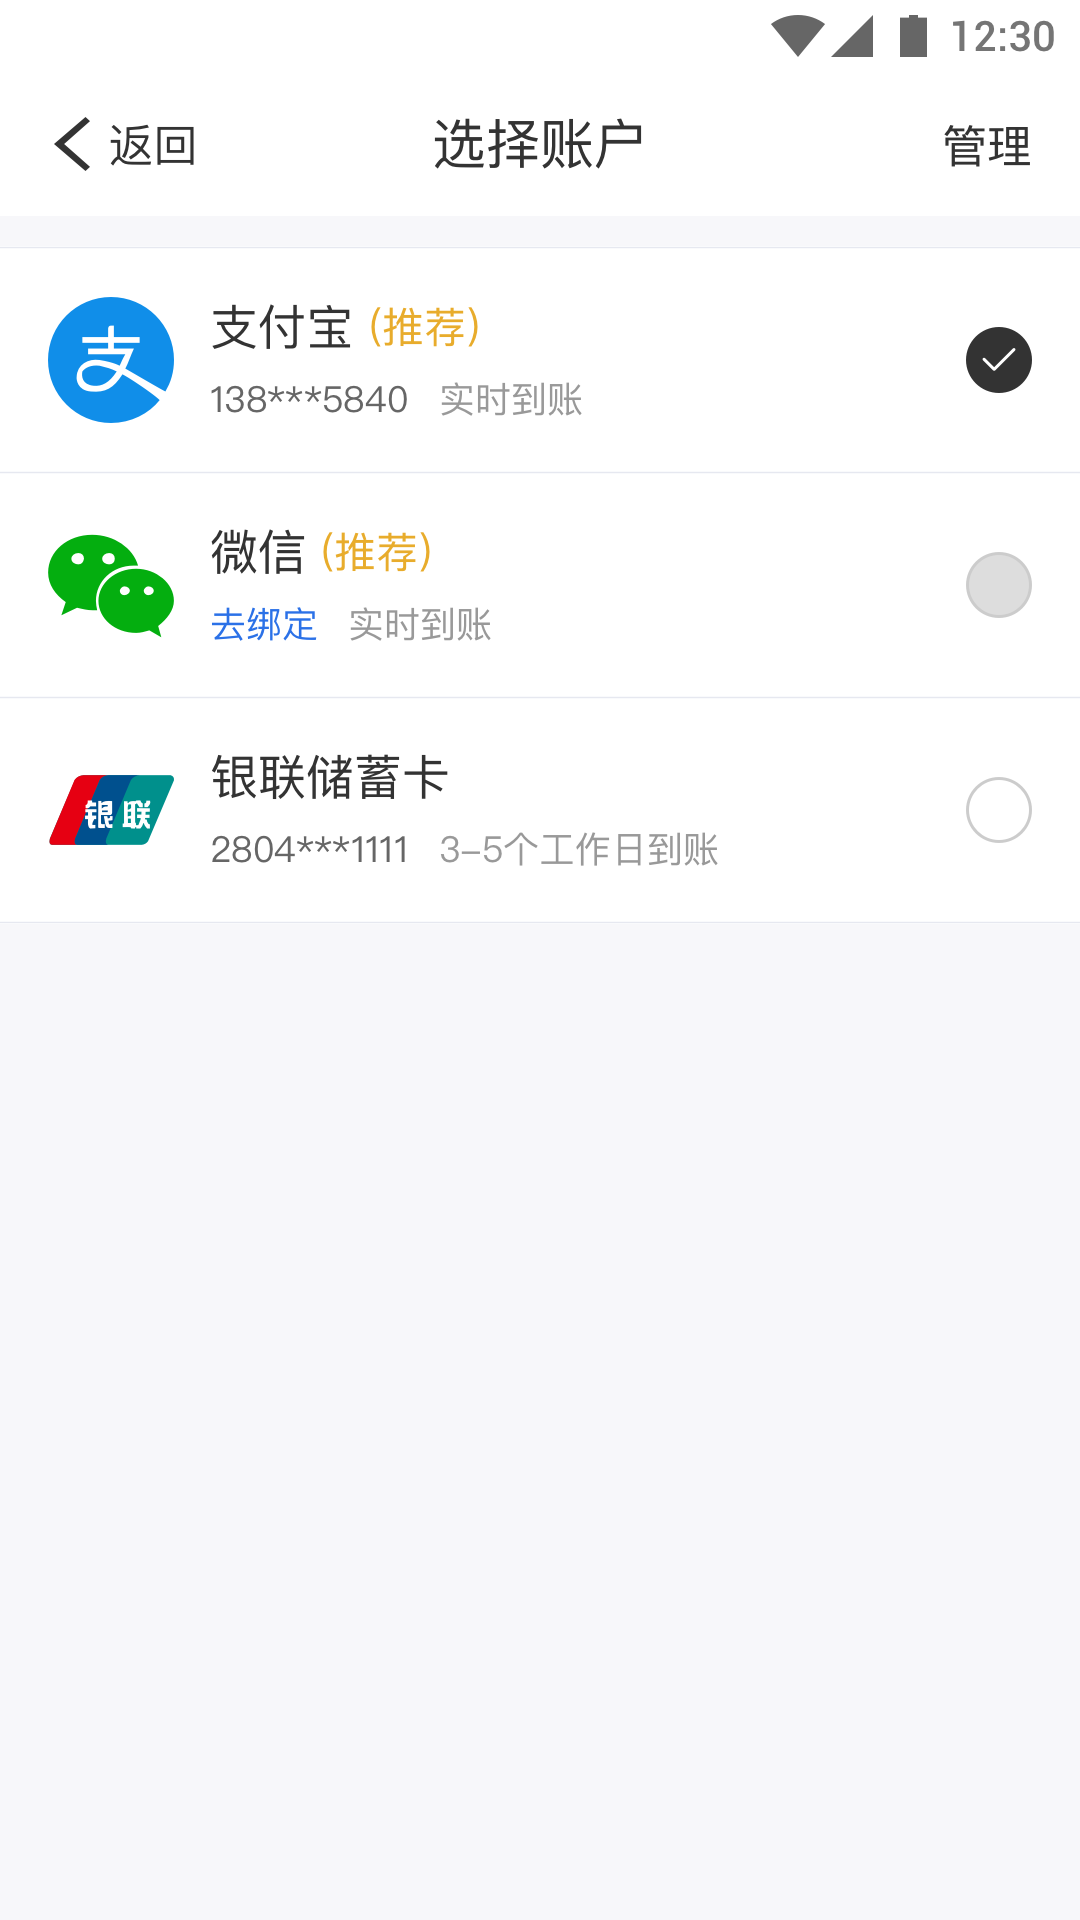 12:30
返回
选择账户
管理
支
支付宝 (推荐)
138***5840 实时到账
微信 (推荐)
去绑定 实时到账
银联
银联储蓄卡
2804***1111 3-5个工作日到账